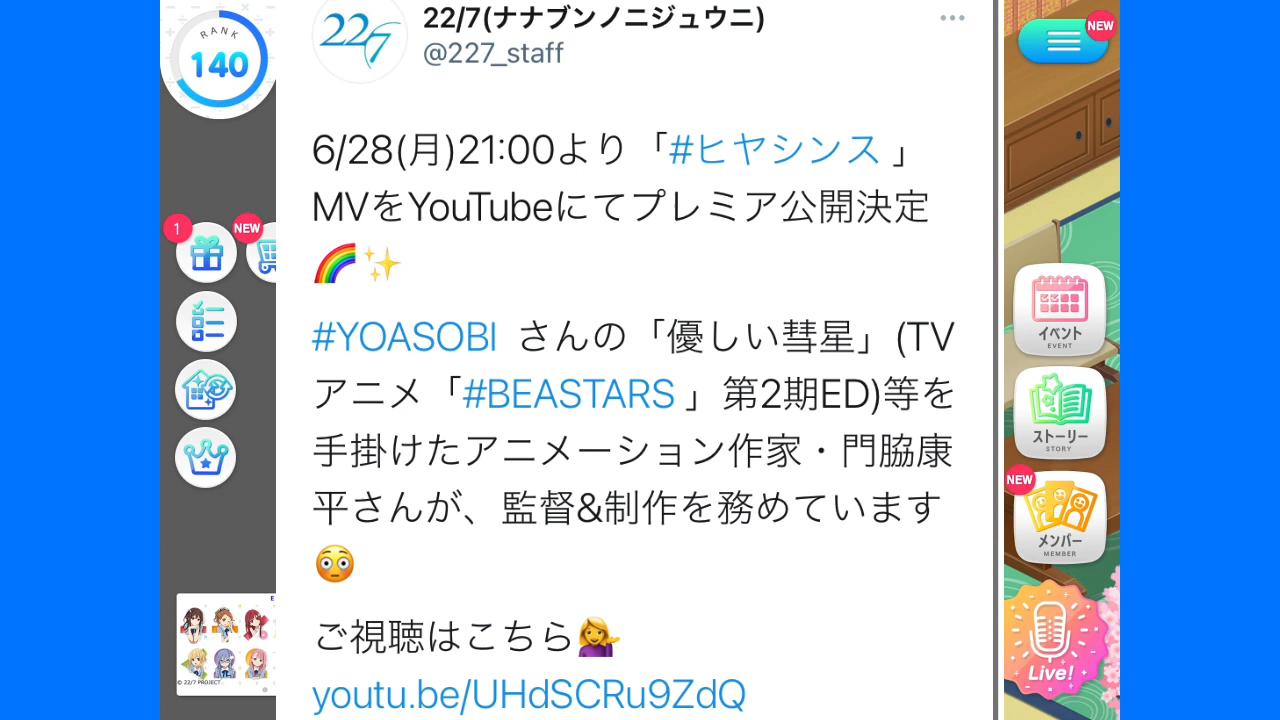 RANK
140
1
NEW
E
© 22/7 PROJECT
22/7
22/7(ナナブンノニジュウニ)
@227_staff
6/28(月)21:00より「#ヒヤシンス 」
MVをYouTubeにてプレミア公開決定
🌈✨
#YOASOBI さんの「優しい彗星」(TV
アニメ「#BEASTARS 」第2期ED)等を
手掛けたアニメーション作家・門脇康
平さんが、監督&制作を務めています
😳
ご視聴はこちら💁‍♀️
youtu.be/UHdSCRu9ZdQ
NEW
イベント
EVENT
ストーリー
STORY
NEW
メンバー
MEMBER
Live!